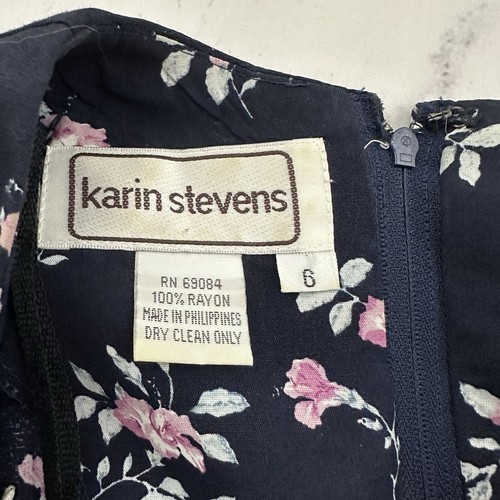 karin stevens
6
RN 69084
100% RAYON
MADE IN PHILIPPINES
DRY CLEAN ONLY